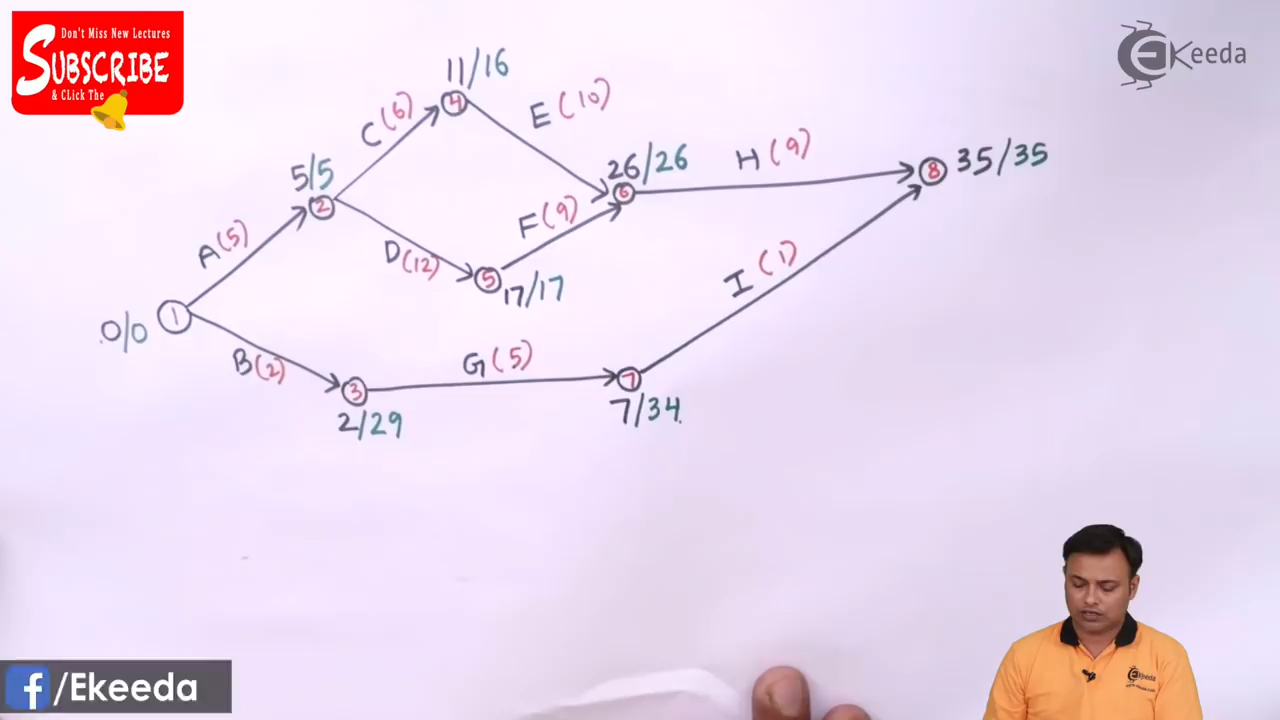 Don't Miss New Lectures
SUBSCRIBE
& CLick The
EKeeda
11/16
4
C(6)
E(10)
5/5
2
26/26
6
H(9)
8
35/35
A(5)
D(12)
F(9)
5
17/17
I(1)
0/0
1
B(2)
3
2/29
G(5)
7
7/34
/Ekeeda